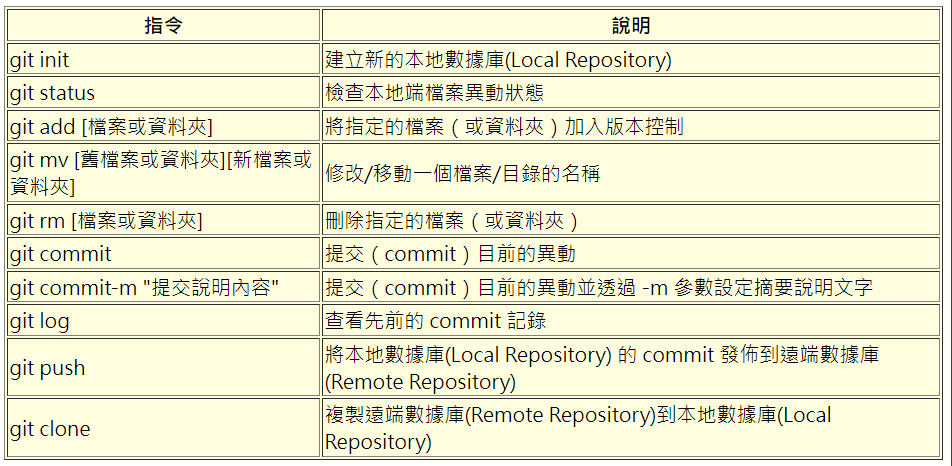 指令
說明
git init
建立新的本地數據庫(Local Repository)
git status
檢查本地端檔案異動狀態
git add [檔案或資料夾]
將指定的檔案（或資料夾）加入版本控制
git mv [舊檔案或資料夾][新檔案或
資料夾]
修改/移動一個檔案/目錄的名稱
git rm [檔案或資料夾]
刪除指定的檔案（或資料夾）
git commit
提交（commit）目前的異動
git commit-m "提交說明內容"
提交（commit）目前的異動並透過 -m 參數設定摘要說明文字
git log
查看先前的 commit 記錄
git push
將本地數據庫(Local Repository) 的 commit 發佈到遠端數據庫
(Remote Repository)
git clone
複製遠端數據庫(Remote Repository)到本地數據庫(Local
Repository)